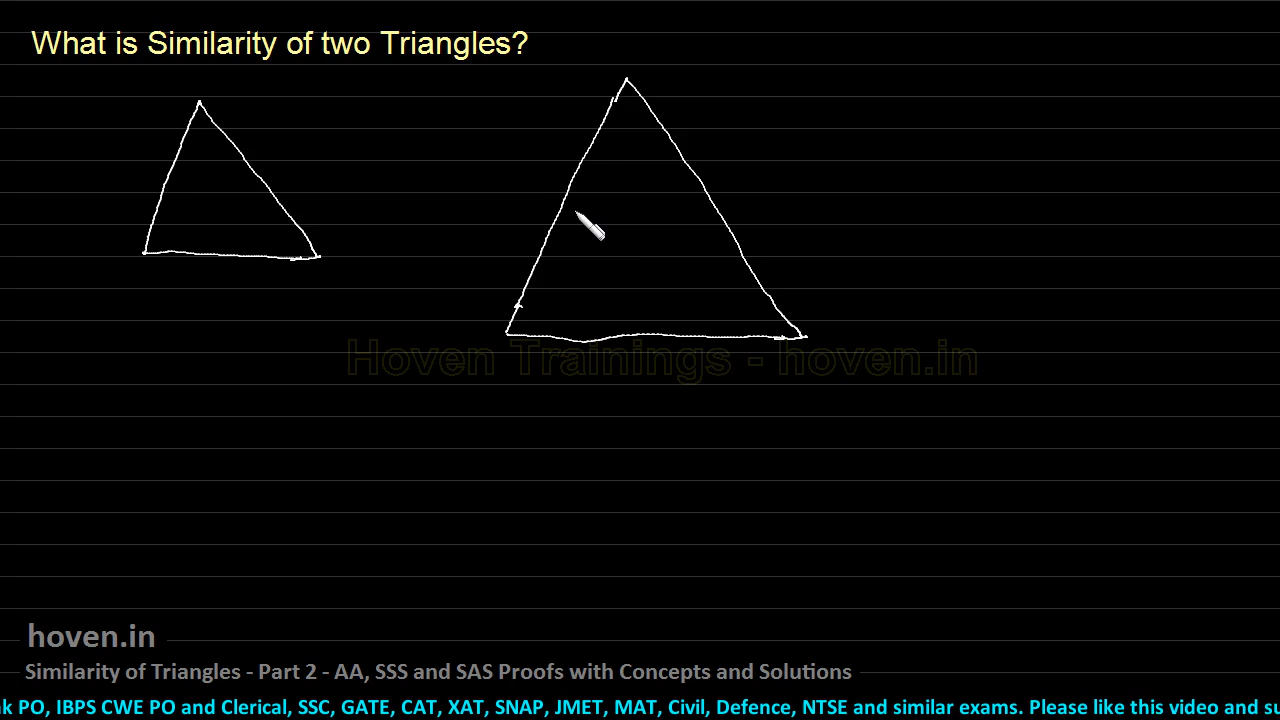 What is Similarity of two Triangles?
Hoven Trainings - hoven.in
hoven.in
Similarity of Triangles - Part 2 - AA, SSS and SAS Proofs with Concepts and Solutions
PO, IBPS CWE PO and Clerical, SSC, GATE, CAT, XAT, SNAP, JMET, MAT, Civil, Defence, NTSE and similar exams. Please like this video and